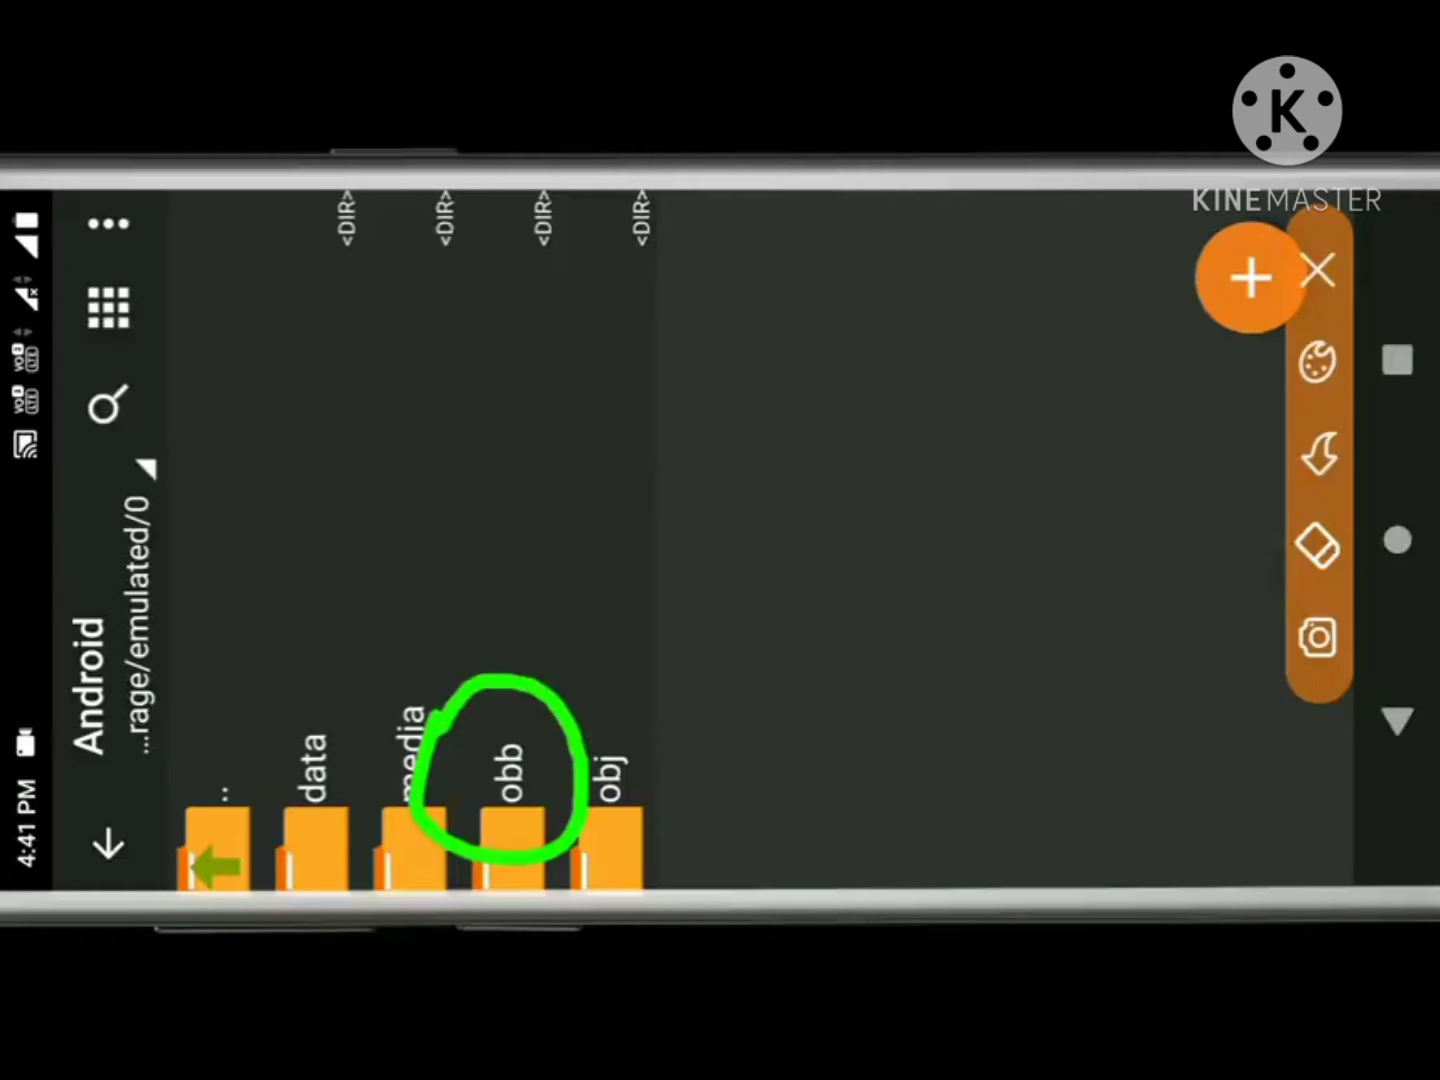 KINEMASTER
4:41 PM
Android
...rage/emulated/0
..
data <DIR>
media <DIR>
obb <DIR>
obj <DIR>